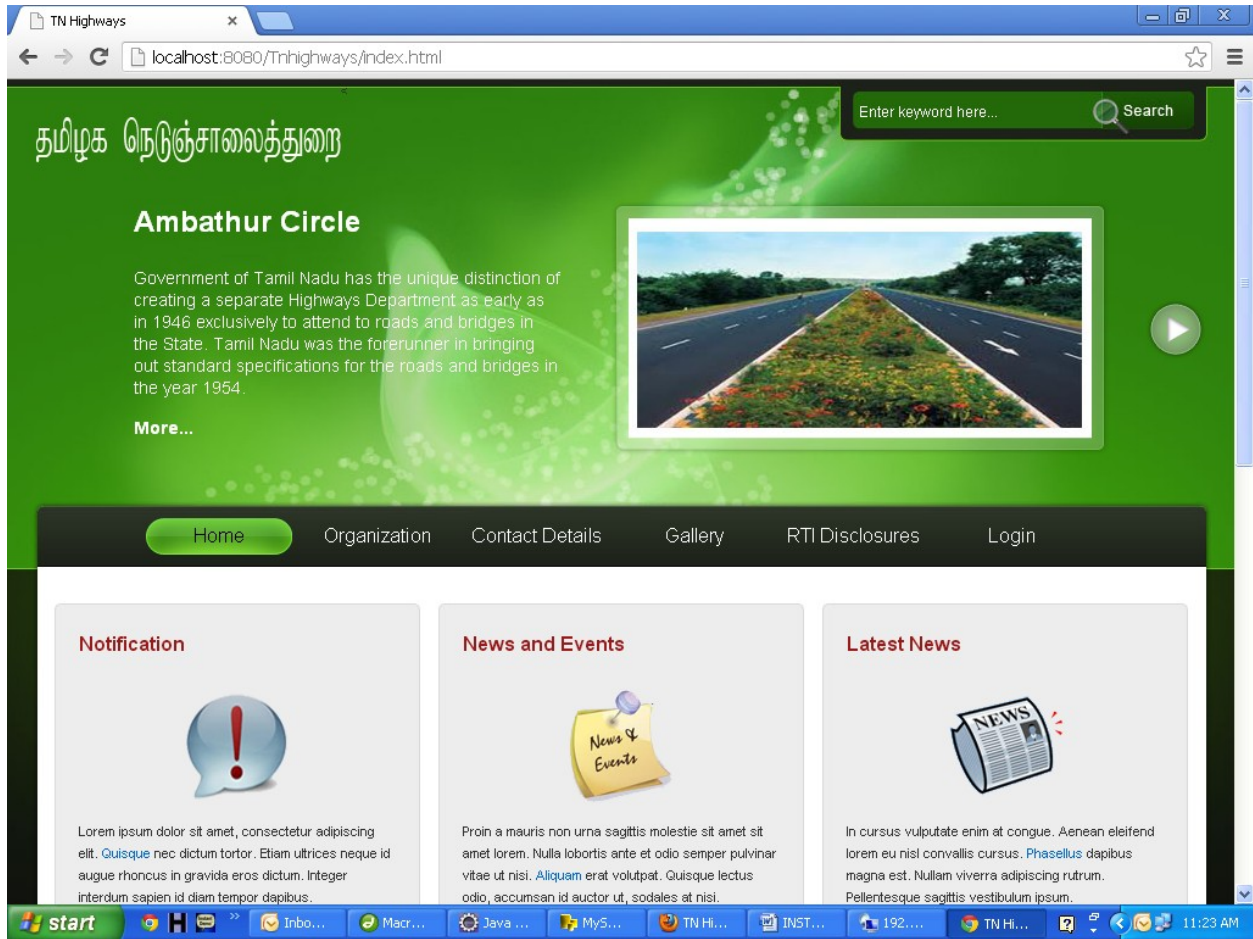 TN Highways
localhost:8080/Tnhighways/index.html
<
தமிழக நெடுஞ்சாலைத்துறை
Enter keyword here...
Search
Ambathur Circle
Government of Tamil Nadu has the unique distinction of
creating a separate Highways Department as early as
in 1946 exclusively to attend to roads and bridges in
the State. Tamil Nadu was the forerunner in bringing
out standard specifications for the roads and bridges in
the year 1954.
More...
Home Organization Contact Details Gallery RTI Disclosures Login
Notification
News & Events
Lorem ipsum dolor sit amet, consectetur adipiscing
elit. Quisque nec dictum tortor. Etiam ultrices neque id
augue rhoncus in gravida eros dictum. Integer
interdum sapien id diam tempor dapibus.
News and Events
Proin a mauris non urna sagittis molestie sit amet sit
amet lorem. Nulla lobortis ante et odio semper pulvinar
vitae ut nisi. Aliquam erat volutpat. Quisque lectus
odio, accumsan id auctor ut, sodales at nisi.
Latest News
NEWS
In cursus vulputate enim at congue. Aenean eleifend
lorem eu nisl convallis cursus. Phasellus dapibus
magna est. Nullam viverra adipiscing rutrum.
Pellentesque sagittis vestibulum ipsum.
start Inbo... Macr... Java ... MyS... TN Hi... INST... 192.... TN Hi... 11:23 AM